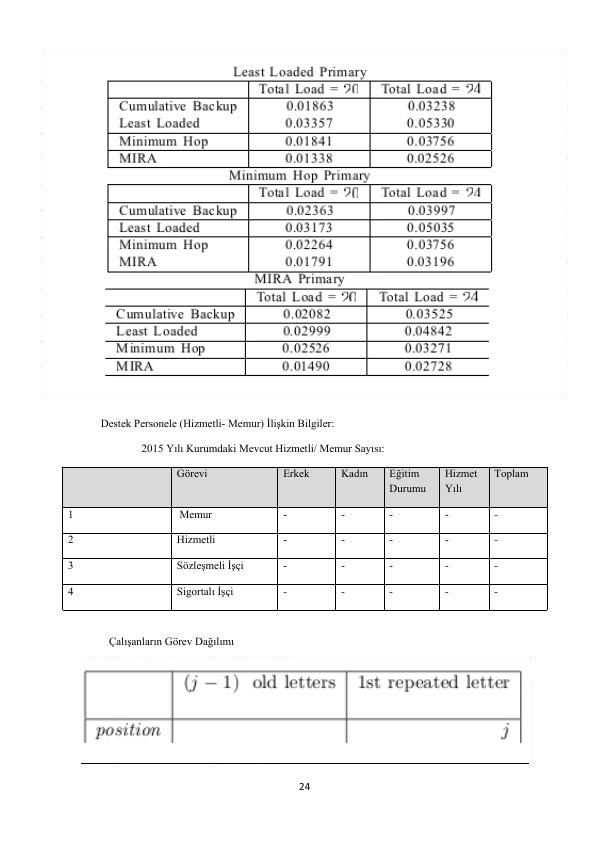 Least Loaded Primary
Total Load = 20 Total Load = 24
Cumulative Backup 0.01863 0.03238
Least Loaded 0.03357 0.05330
Minimum Hop 0.01841 0.03756
MIRA 0.01338 0.02526
Minimum Hop Primary
Total Load = 20 Total Load = 24
Cumulative Backup 0.02363 0.03997
Least Loaded 0.03173 0.05035
Minimum Hop 0.02264 0.03756
MIRA 0.01791 0.03196
MIRA Primary
Total Load = 20 Total Load = 24
Cumulative Backup 0.02082 0.03525
Least Loaded 0.02999 0.04842
Minimum Hop 0.02526 0.03271
MIRA 0.01490 0.02728
Destek Personele (Hizmetli- Memur) İlişkin Bilgiler:
2015 Yılı Kurumdaki Mevcut Hizmetli/ Memur Sayısı:
Görevi Erkek Kadın Eğitim Durumu Hizmet Yılı Toplam
1 Memur - - - - -
2 Hizmetli - - - - -
3 Sözleşmeli İşçi - - - - -
4 Sigortalı İşçi - - - - -
Çalışanların Görev Dağılımı
(j − 1) old letters 1st repeated letter
position j
24